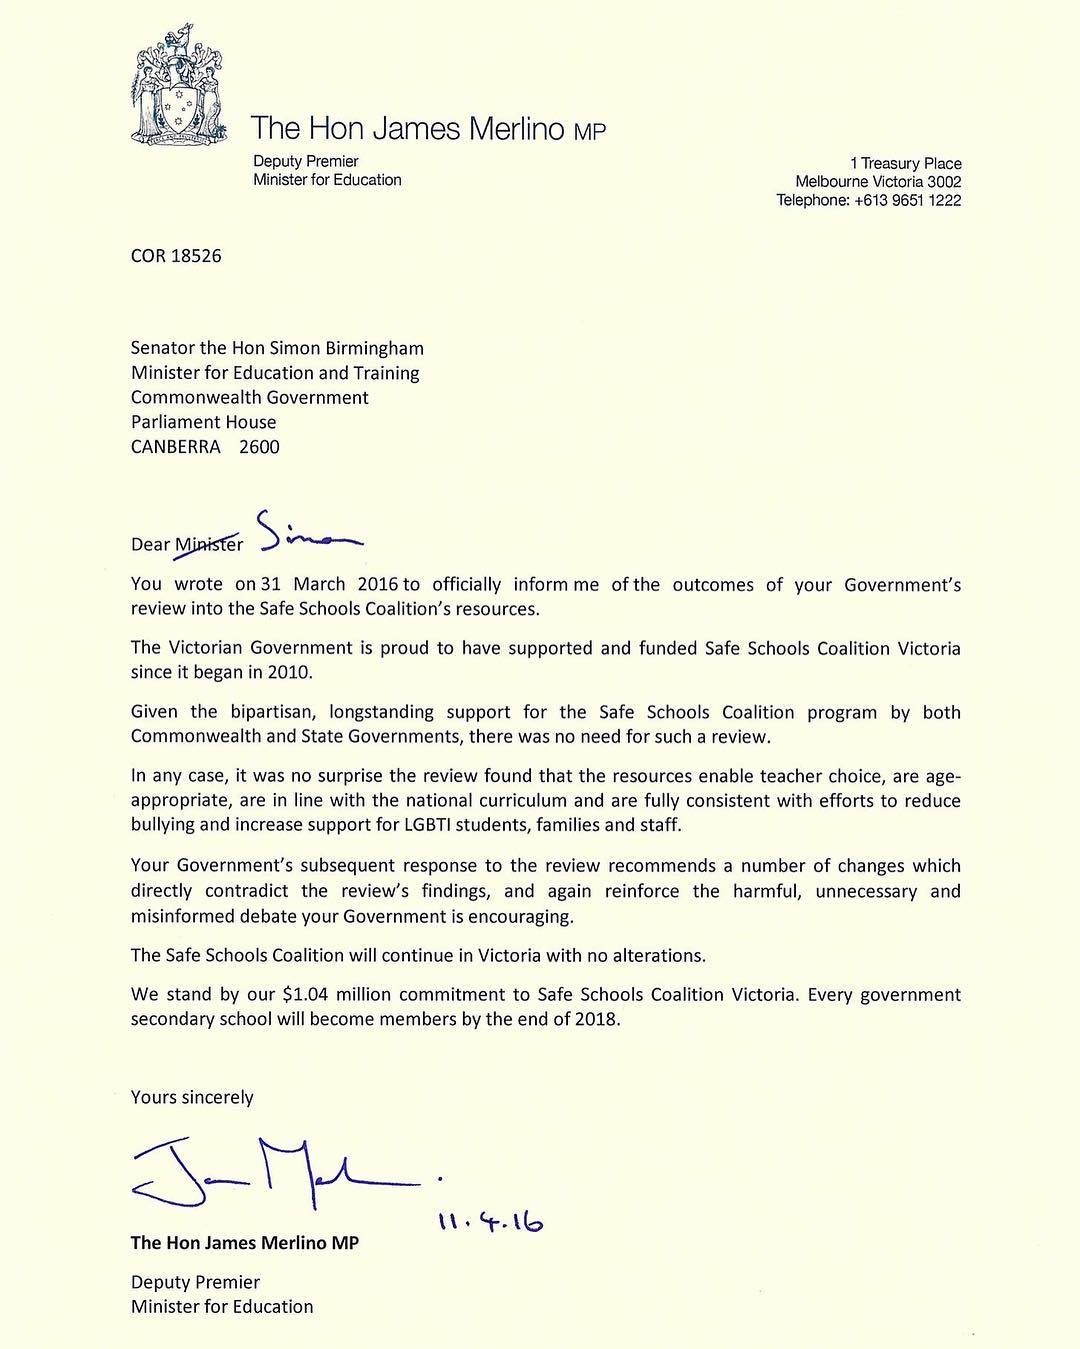 The Hon James Merlino MP
Deputy Premier
Minister for Education
1 Treasury Place
Melbourne Victoria 3002
Telephone: +613 9651 1222
COR 18526
Senator the Hon Simon Birmingham
Minister for Education and Training
Commonwealth Government
Parliament House
CANBERRA 2600
Dear Minister Simon
You wrote on 31 March 2016 to officially inform me of the outcomes of your Government's
review into the Safe Schools Coalition's resources.
The Victorian Government is proud to have supported and funded Safe Schools Coalition Victoria
since it began in 2010.
Given the bipartisan, longstanding support for the Safe Schools Coalition program by both
Commonwealth and State Governments, there was no need for such a review.
In any case, it was no surprise the review found that the resources enable teacher choice, are age-
appropriate, are in line with the national curriculum and are fully consistent with efforts to reduce
bullying and increase support for LGBTI students, families and staff.
Your Government's subsequent response to the review recommends a number of changes which
directly contradict the review's findings, and again reinforce the harmful, unnecessary and
misinformed debate your Government is encouraging.
The Safe Schools Coalition will continue in Victoria with no alterations.
We stand by our $1.04 million commitment to Safe Schools Coalition Victoria. Every government
secondary school will become members by the end of 2018.
Yours sincerely
11.4.16
The Hon James Merlino MP
Deputy Premier
Minister for Education